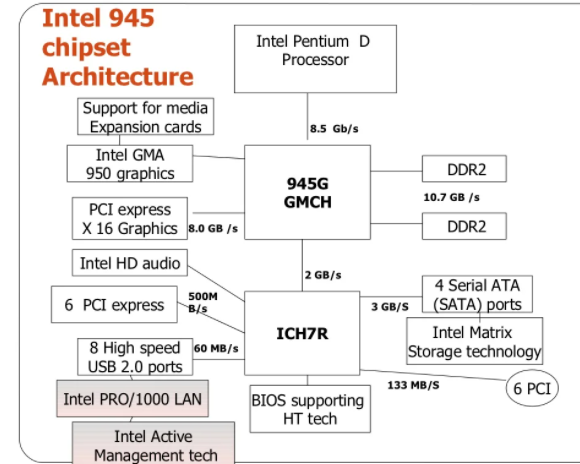 Intel 945
chipset
Architecture
Intel Pentium D
Processor
8.5 Gb/s
Support for media
Expansion cards
Intel GMA
950 graphics
945G
GMCH
DDR2
10.7 GB /s
DDR2
PCI express
X 16 Graphics
8.0 GB /s
2 GB/s
Intel HD audio
6 PCI express
500M
B/s
ICH7R
3 GB/S
4 Serial ATA
(SATA) ports
Intel Matrix
Storage technology
8 High speed
USB 2.0 ports
60 MB/s
133 MB/S
6 PCI
Intel PRO/1000 LAN
BIOS supporting
HT tech
Intel Active
Management tech